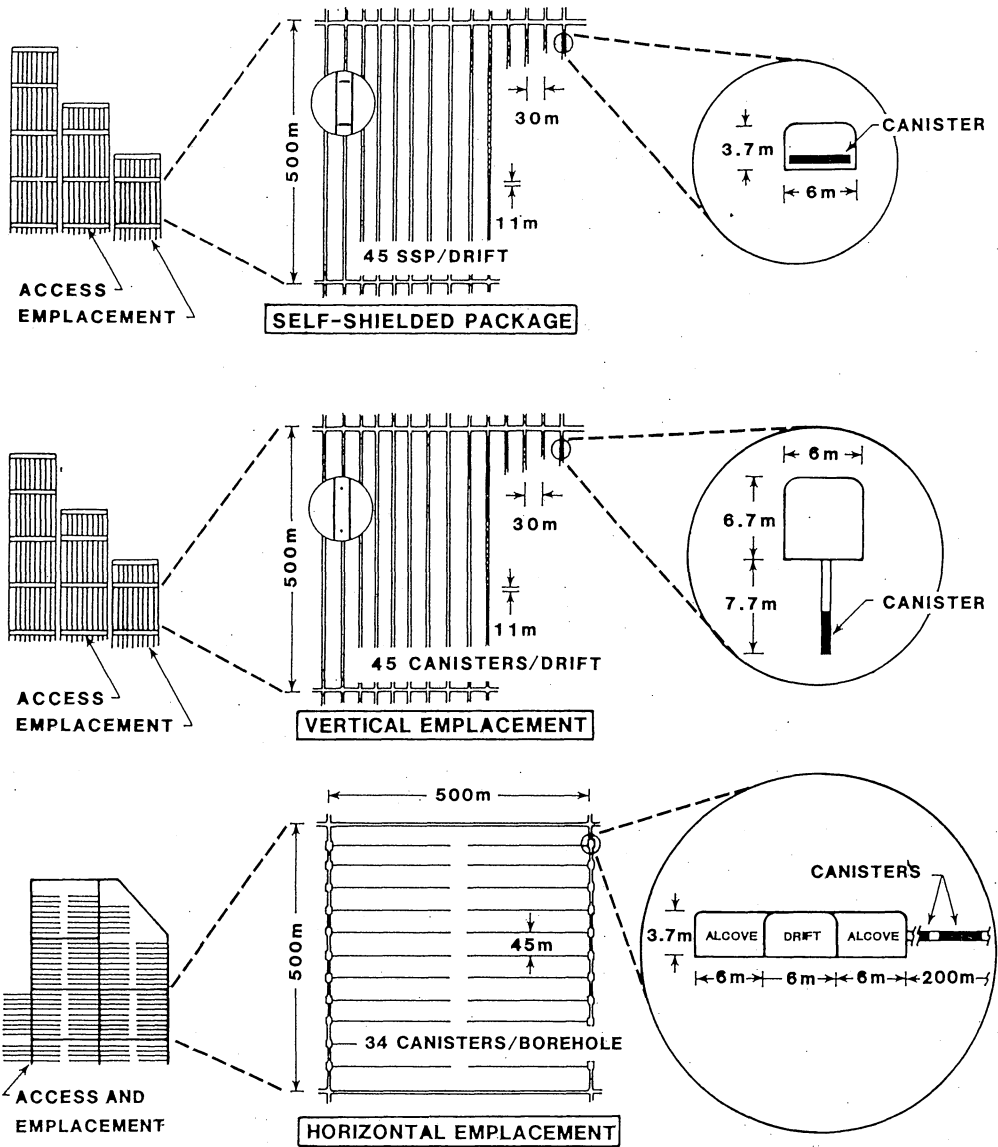 500m
30m
11m
45 SSP/DRIFT
3.7m
6m
CANISTER
ACCESS
EMPLACEMENT
SELF-SHIELDED PACKAGE
500m
30m
11m
45 CANISTERS/DRIFT
6m
6.7m
7.7m
CANISTER
ACCESS
EMPLACEMENT
VERTICAL EMPLACEMENT
500m
500m
45m
34 CANISTERS/BOREHOLE
CANISTERS
3.7m
ALCOVE
DRIFT
ALCOVE
6m
6m
6m
200m
ACCESS AND
EMPLACEMENT
HORIZONTAL EMPLACEMENT